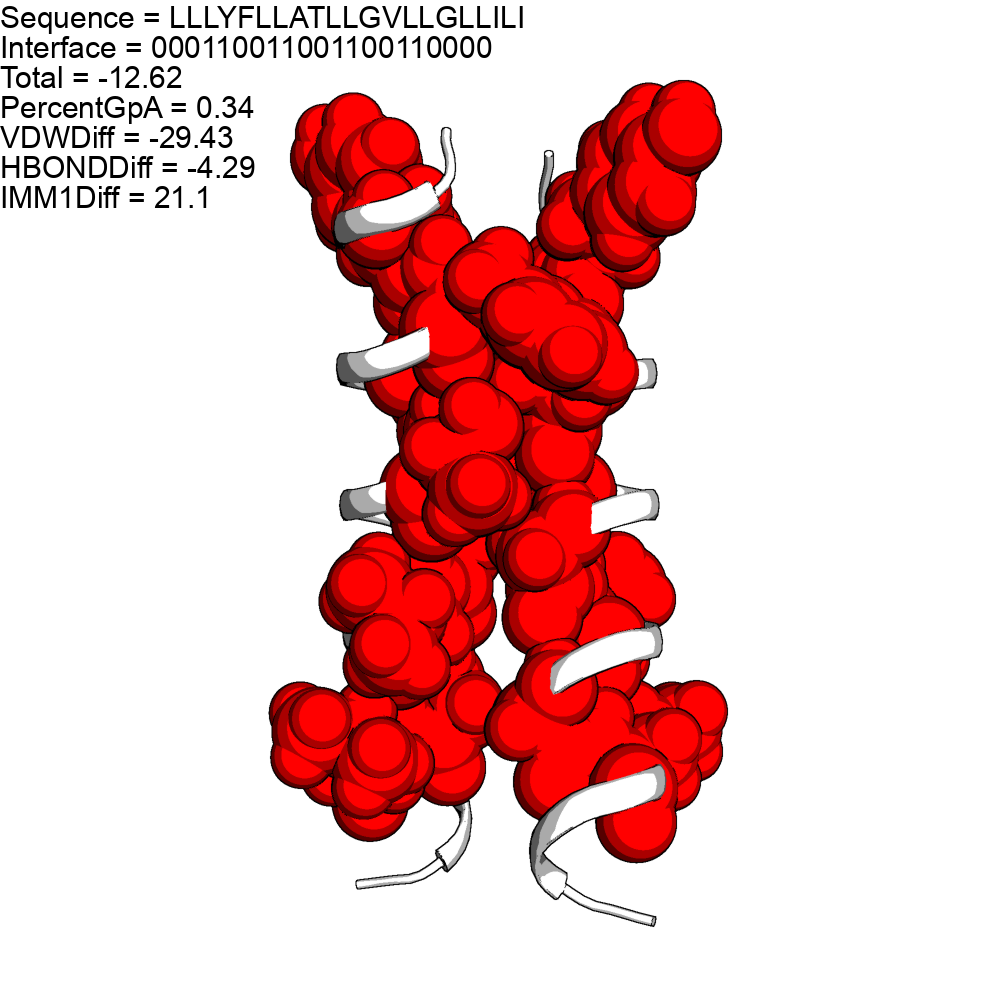 Sequence = LLLYFLLATLLGVLLGLLILI
Interface = 000110011001100110000
Total = -12.62
PercentGpA = 0.34
VDWDiff = -29.43
HBONDDiff = -4.29
IMM1Diff = 21.1